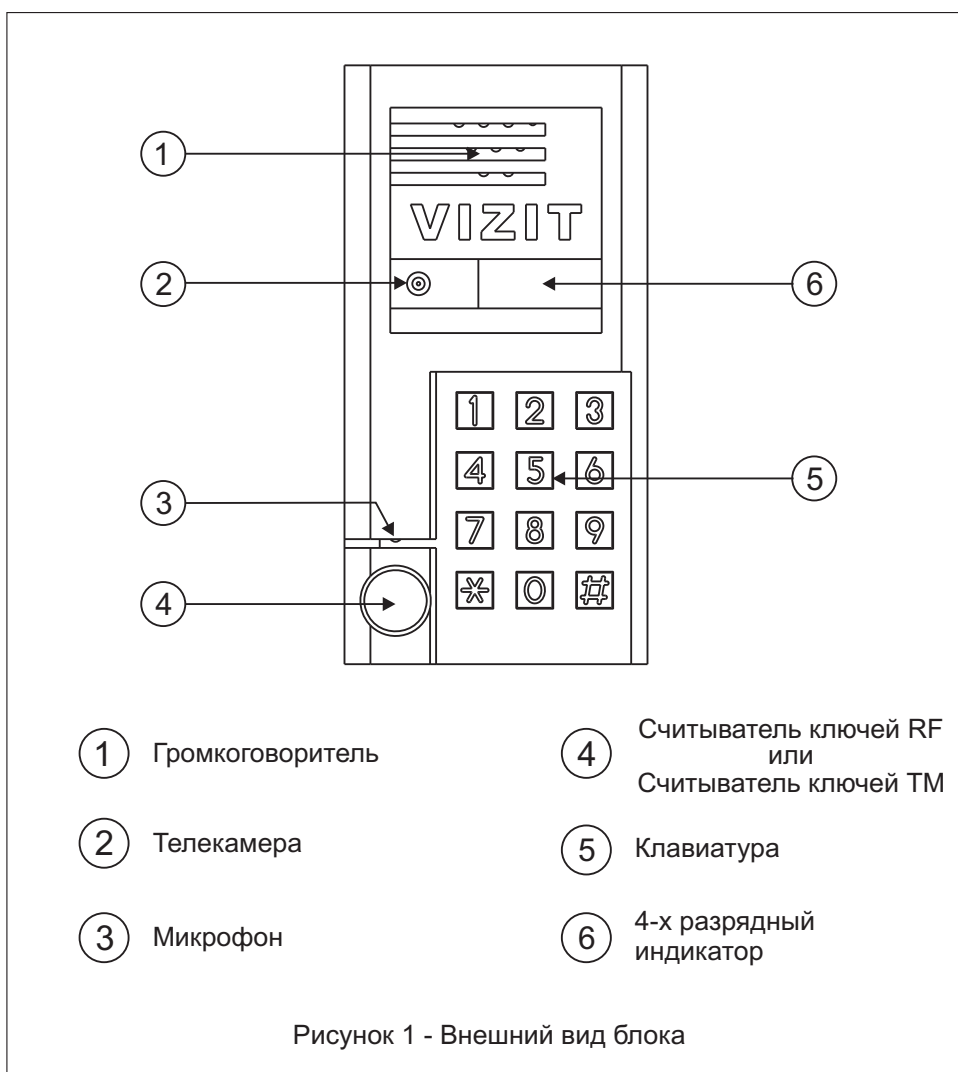 1
VIZIT
2
6
1 2 3
4 5 6
5
3
7 8 9
4
* 0 #
1 Громкоговоритель
4 Считыватель ключей RF
или
Считыватель ключей ТМ
2 Телекамера
5 Клавиатура
3 Микрофон
6 4-х разрядный
индикатор
Рисунок 1 - Внешний вид блока